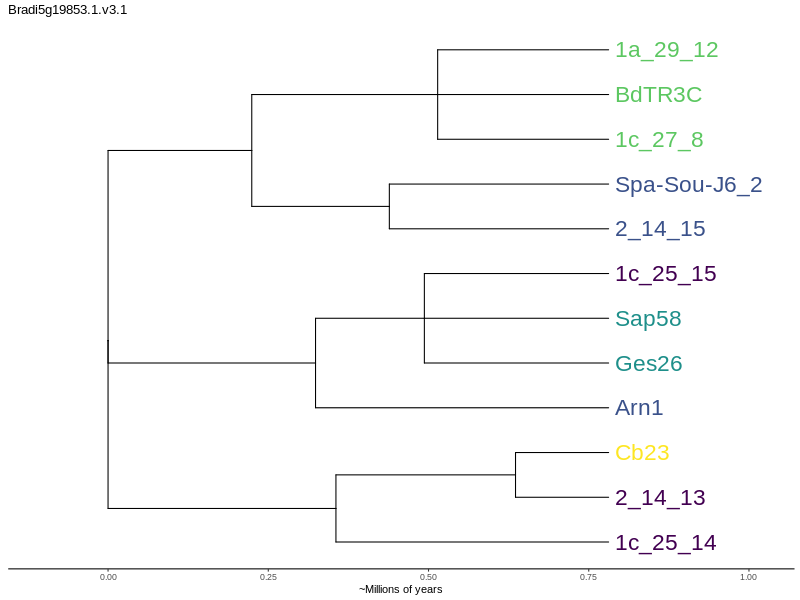 Bradi5g19853.1.v3.1
1a_29_12
BdTR3C
1c_27_8
Spa-Sou-J6_2
2_14_15
1c_25_15
Sap58
Ges26
Arn1
Cb23
2_14_13
1c_25_14
0.00 0.25 0.50 0.75 1.00
~Millions of years